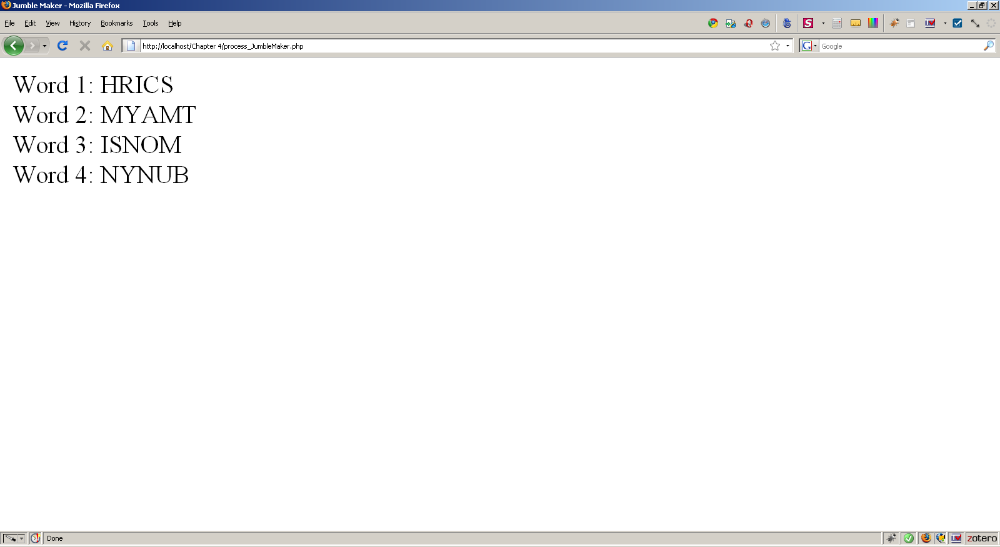 Jumble Maker - Mozilla Firefox
File Edit View History Bookmarks Tools Help
http://localhost/Chapter 4/process_JumbleMaker.php
Google
Word 1: HRICS
Word 2: MYAMT
Word 3: ISNOM
Word 4: NYNUB
Done
zotero